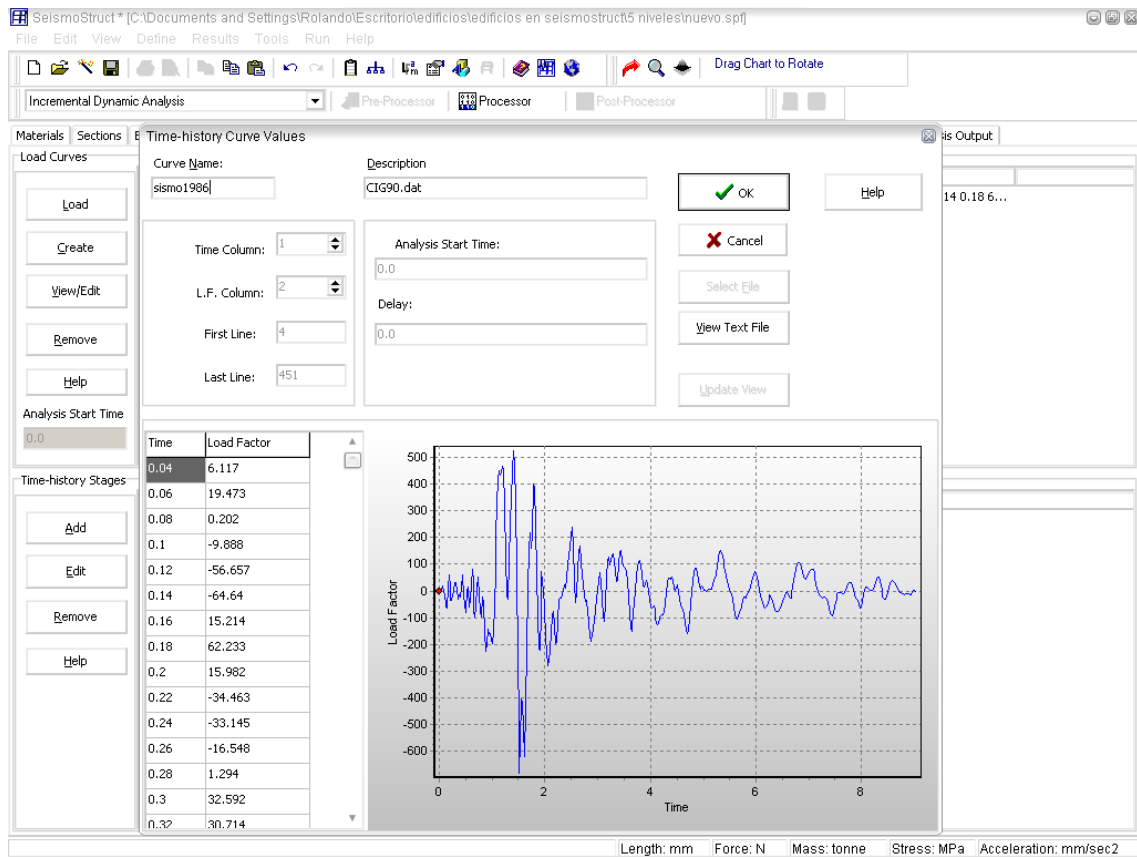 SeismoStruct * [C:\Documents and Settings\Rolando\Escritorio\edificios\edificios en seismostruct\5 niveles\nuevo.spf]
File Edit View Define Results Tools Run Help
Drag Chart to Rotate
Incremental Dynamic Analysis Pre-Processor Processor Post-Processor
Materials Sections E sis Output
Time-history Curve Values
Load Curves
Load
Create
View/Edit
Remove
Help
Analysis Start Time
0.0
Time-history Stages
Add
Edit
Remove
Help
Curve Name: Description
sismo1986 CIG90.dat
OK Help
Cancel
Select File
View Text File
Update View
Time Column: 1
L.F. Column: 2
First Line: 4
Last Line: 451
Analysis Start Time:
0.0
Delay:
0.0
14 0.18 6...
Time Load Factor
0.04 6.117
0.06 19.473
0.08 0.202
0.1 -9.888
0.12 -56.657
0.14 -64.64
0.16 15.214
0.18 62.233
0.2 15.982
0.22 -34.463
0.24 -33.145
0.26 -16.548
0.28 1.294
0.3 32.592
0.32 30.714
Load Factor
500
400
300
200
100
0
-100
-200
-300
-400
-500
-600
0 2 4 6 8
Time
Length: mm Force: N Mass: tonne Stress: MPa Acceleration: mm/sec2